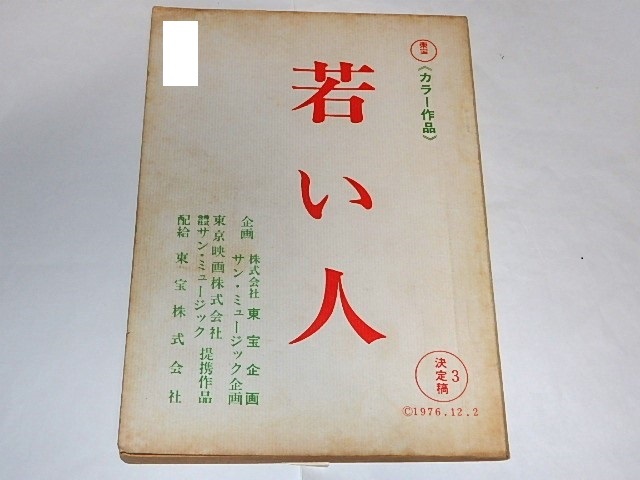 東宝
《カラー作品》
若い人
企画 株式会社 東宝企画
サン・ミュージック企画
東京映画株式会社
サン・ミュージック 提携作品
配給 東宝株式会社
決定稿
3
©1976.12.2